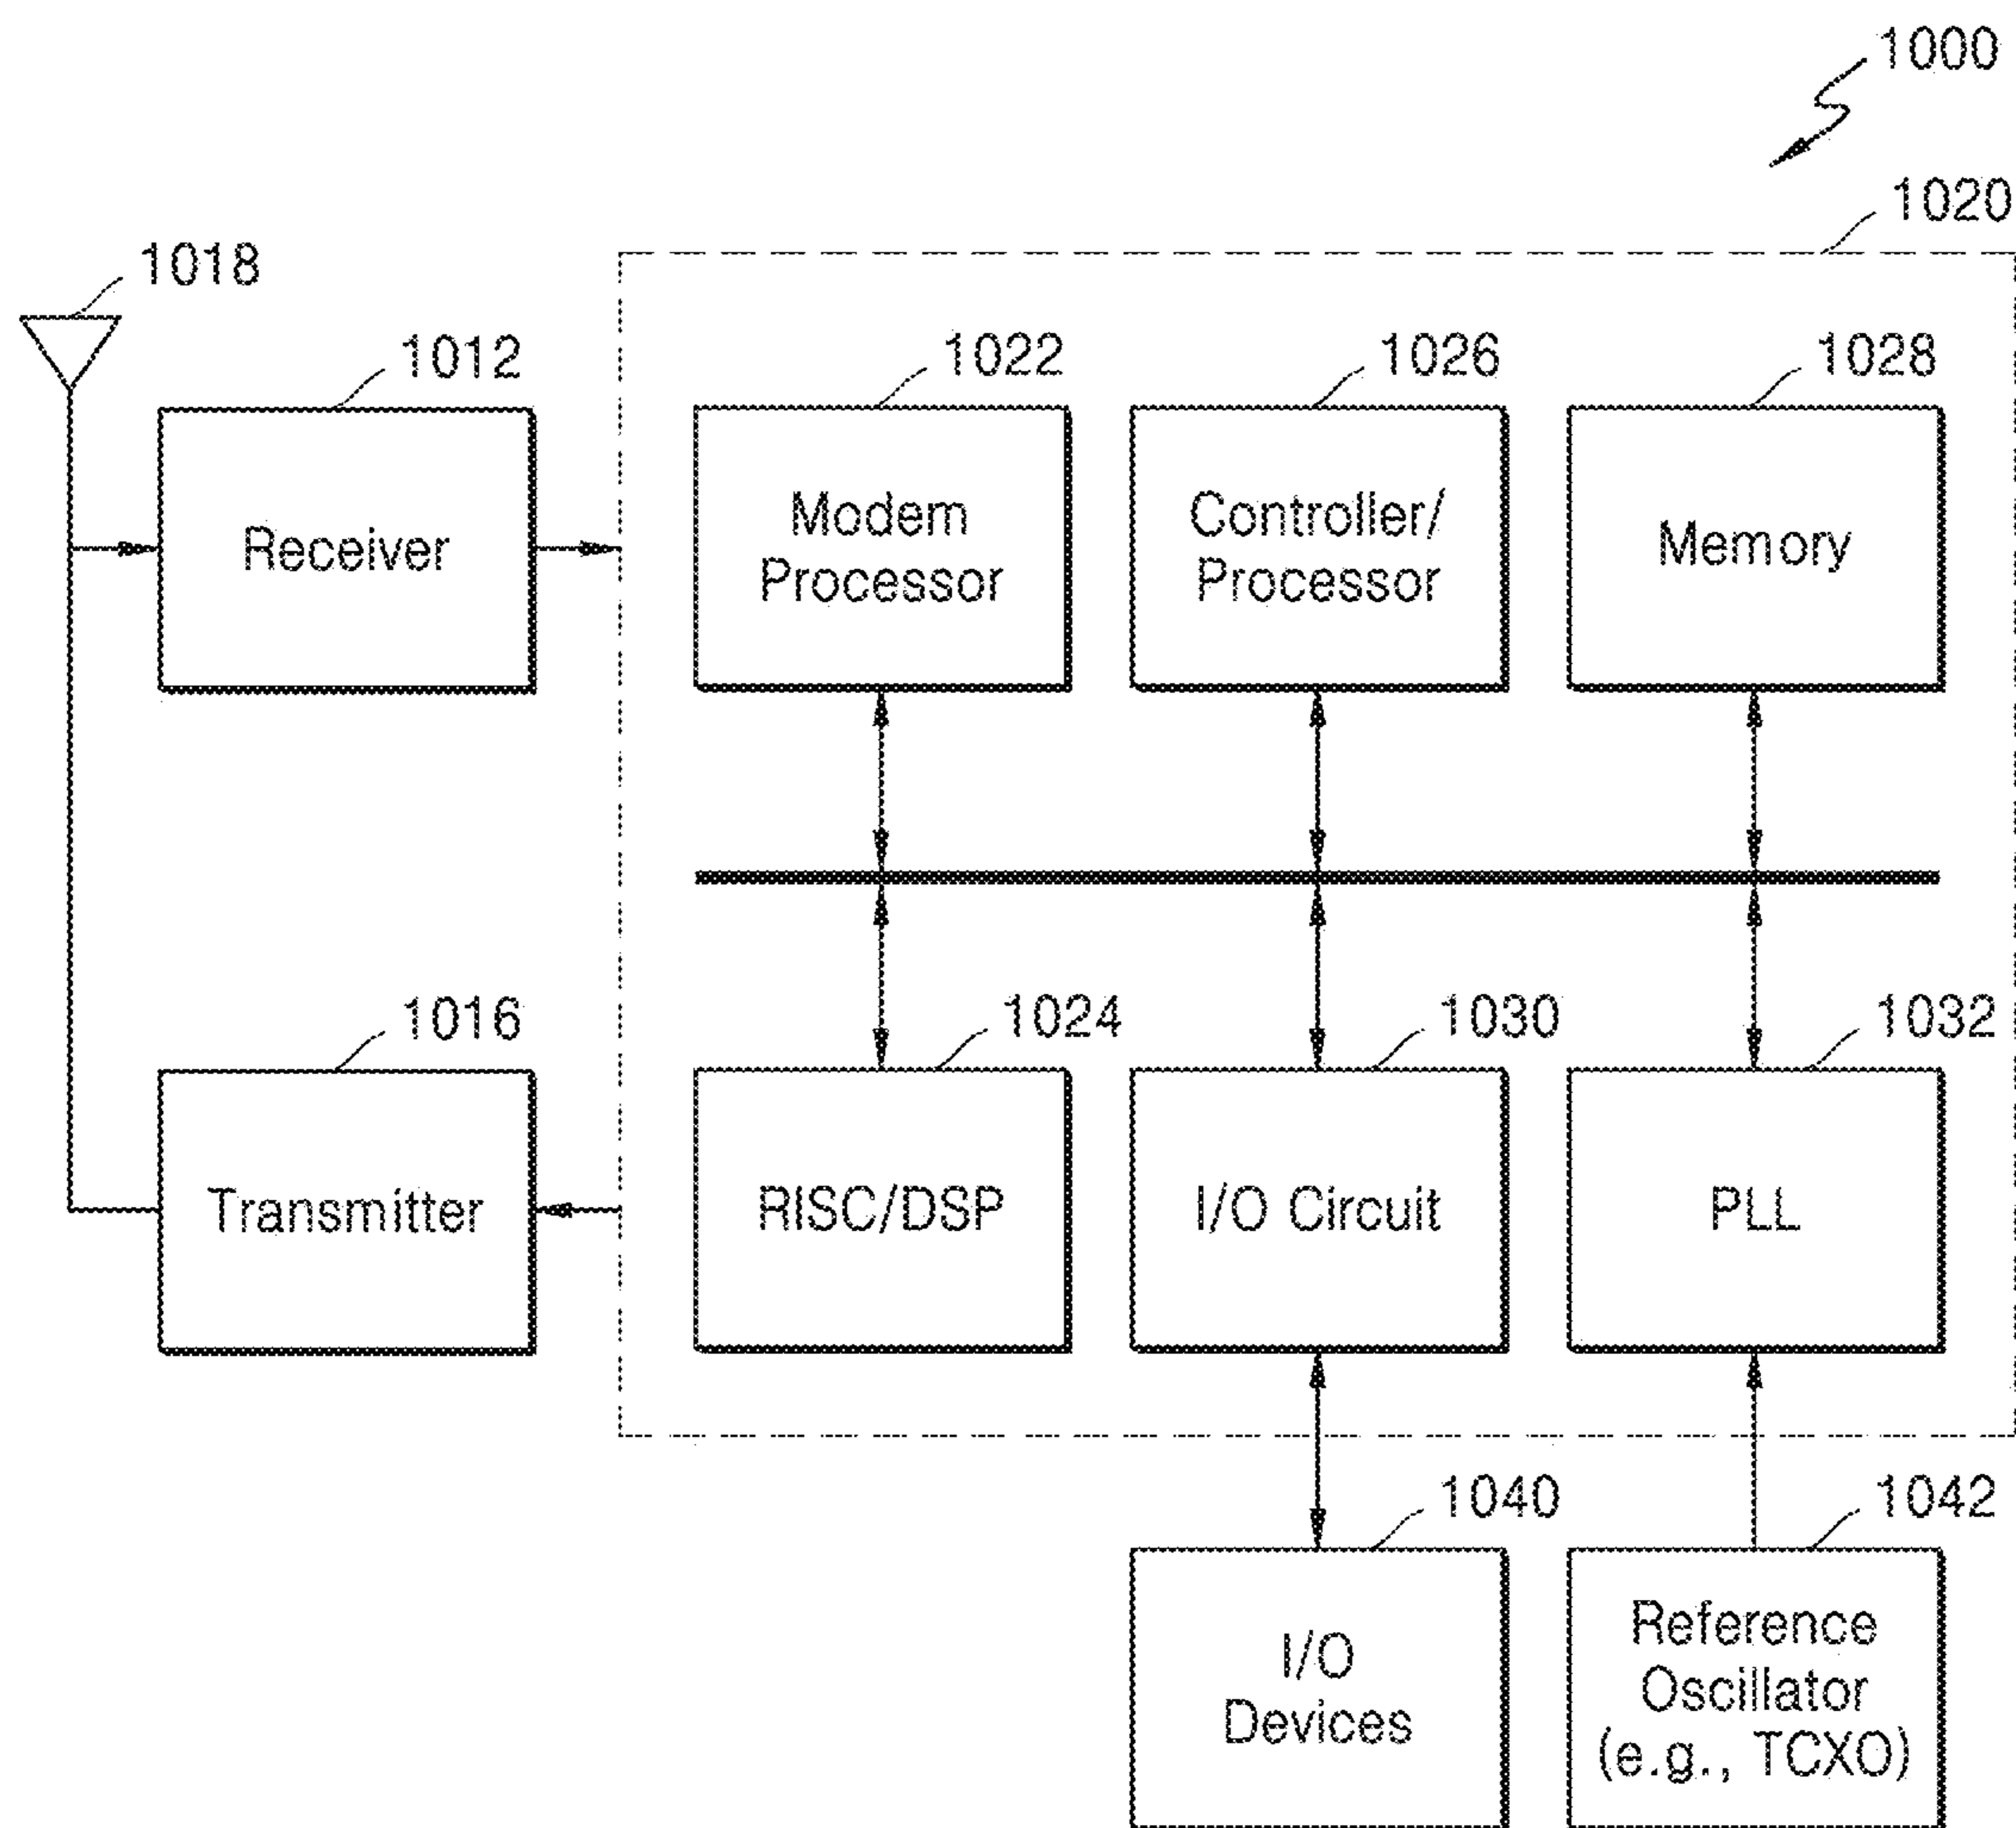 1000
1020
1018
1012
1022
1026
1028
Receiver
Modem
Processor
Controller/
Processor
Memory
1016
1024
1030
1032
Transmitter
RISC/DSP
I/O Circuit
PLL
1040
1042
I/O
Devices
Reference
Oscillator
(e.g., TCXO)